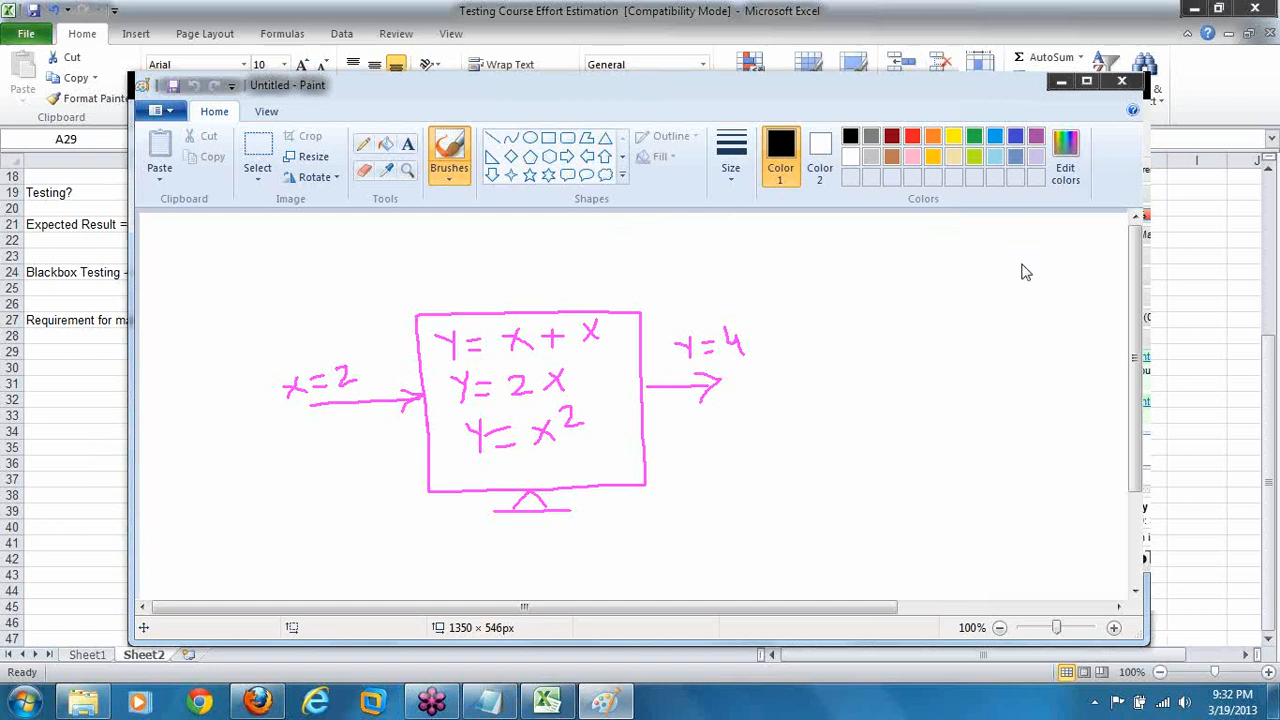 Testing Course Effort Estimation [Compatibility Mode] - Microsoft Excel
File Home Insert Page Layout Formulas Data Review View
Cut
Copy
Format
Paste
Clipboard
Arial 10 Wrap Text General AutoSum
A29
Untitled - Paint
Home View
Paste Cut Copy
Clipboard
Select Crop Resize Rotate
Image
Tools
Brushes
Shapes
Outline
Fill
Size
Color 1
Color 2
Edit colors
Colors
I J
18
19 Testing?
20
21 Expected Result =
22
23
24 Blackbox Testing
25
26
27 Requirement for
28
29
30
31
32
33
34
35
36
37
38
39
40
41
42
43
44
45
46
47
x=2
Y= x + x
Y= 2 x
Y= x²
Y=4
1350 × 546px
100%
Sheet1 Sheet2
Ready
100%
9:32 PM
3/19/2013